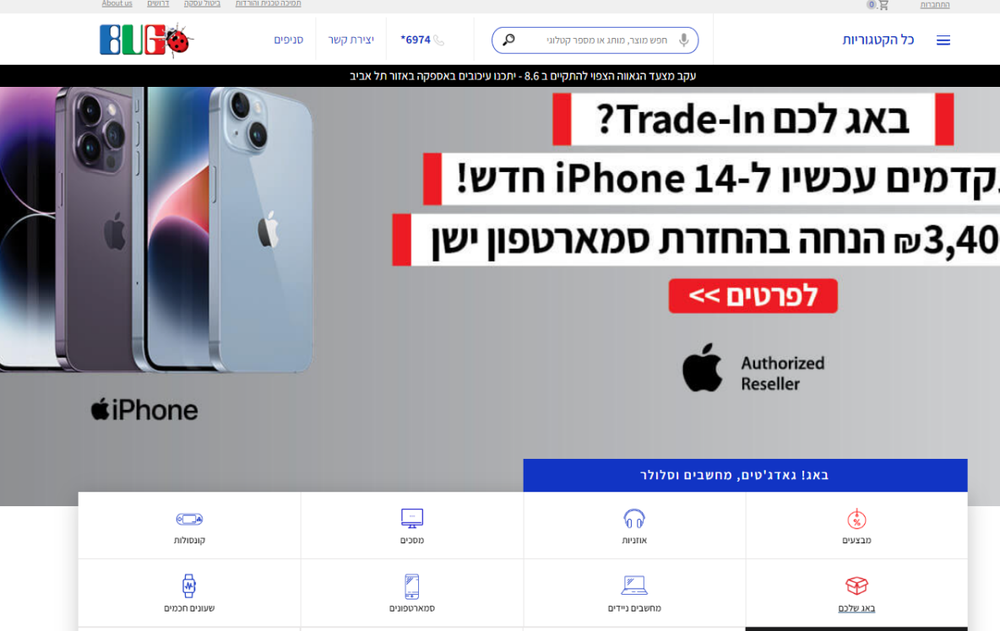 התחברות
0
תמיכה טכנית והורדות
ביטול עסקה
דרושים
About us
כל הקטגוריות
חפש מוצר, מותג או מספר קטלוגי
*6974
יצירת קשר
סניפים
BUG
עקב מצעד הגאווה הצפוי להתקיים ב 8.6 - יתכנו עיכובים באספקה באזור תל אביב
באג לכם Trade-In?
קדמים עכשיו ל-iPhone 14 חדש!
3,40 ₪ הנחה בהחזרת סמארטפון ישן
לפרטים >>
Authorized
Reseller
iPhone
באג! גאדג'טים, מחשבים וסלולר
מבצעים
אוזניות
מסכים
קונסולות
באג שלכם
מחשבים ניידים
סמארטפונים
שעונים חכמים